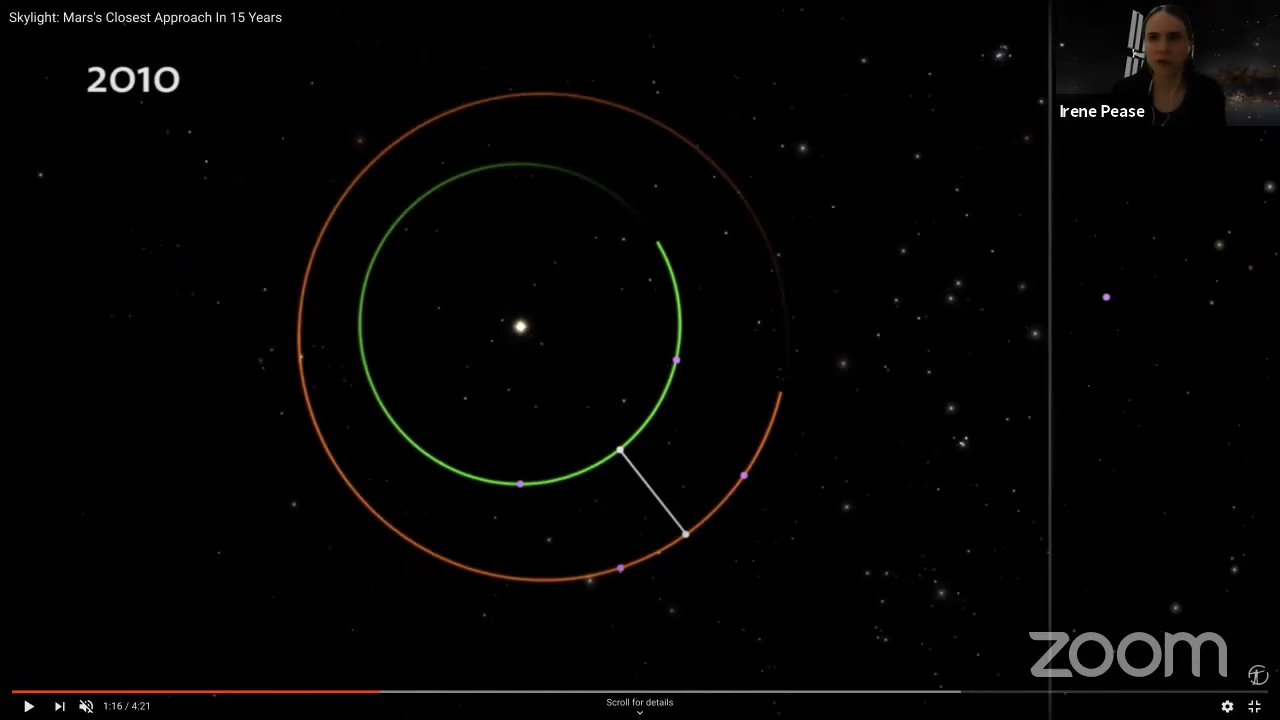 Skylight: Mars's Closest Approach In 15 Years
2010
Irene Pease
zoom
1:16 / 4:21
Scroll for details